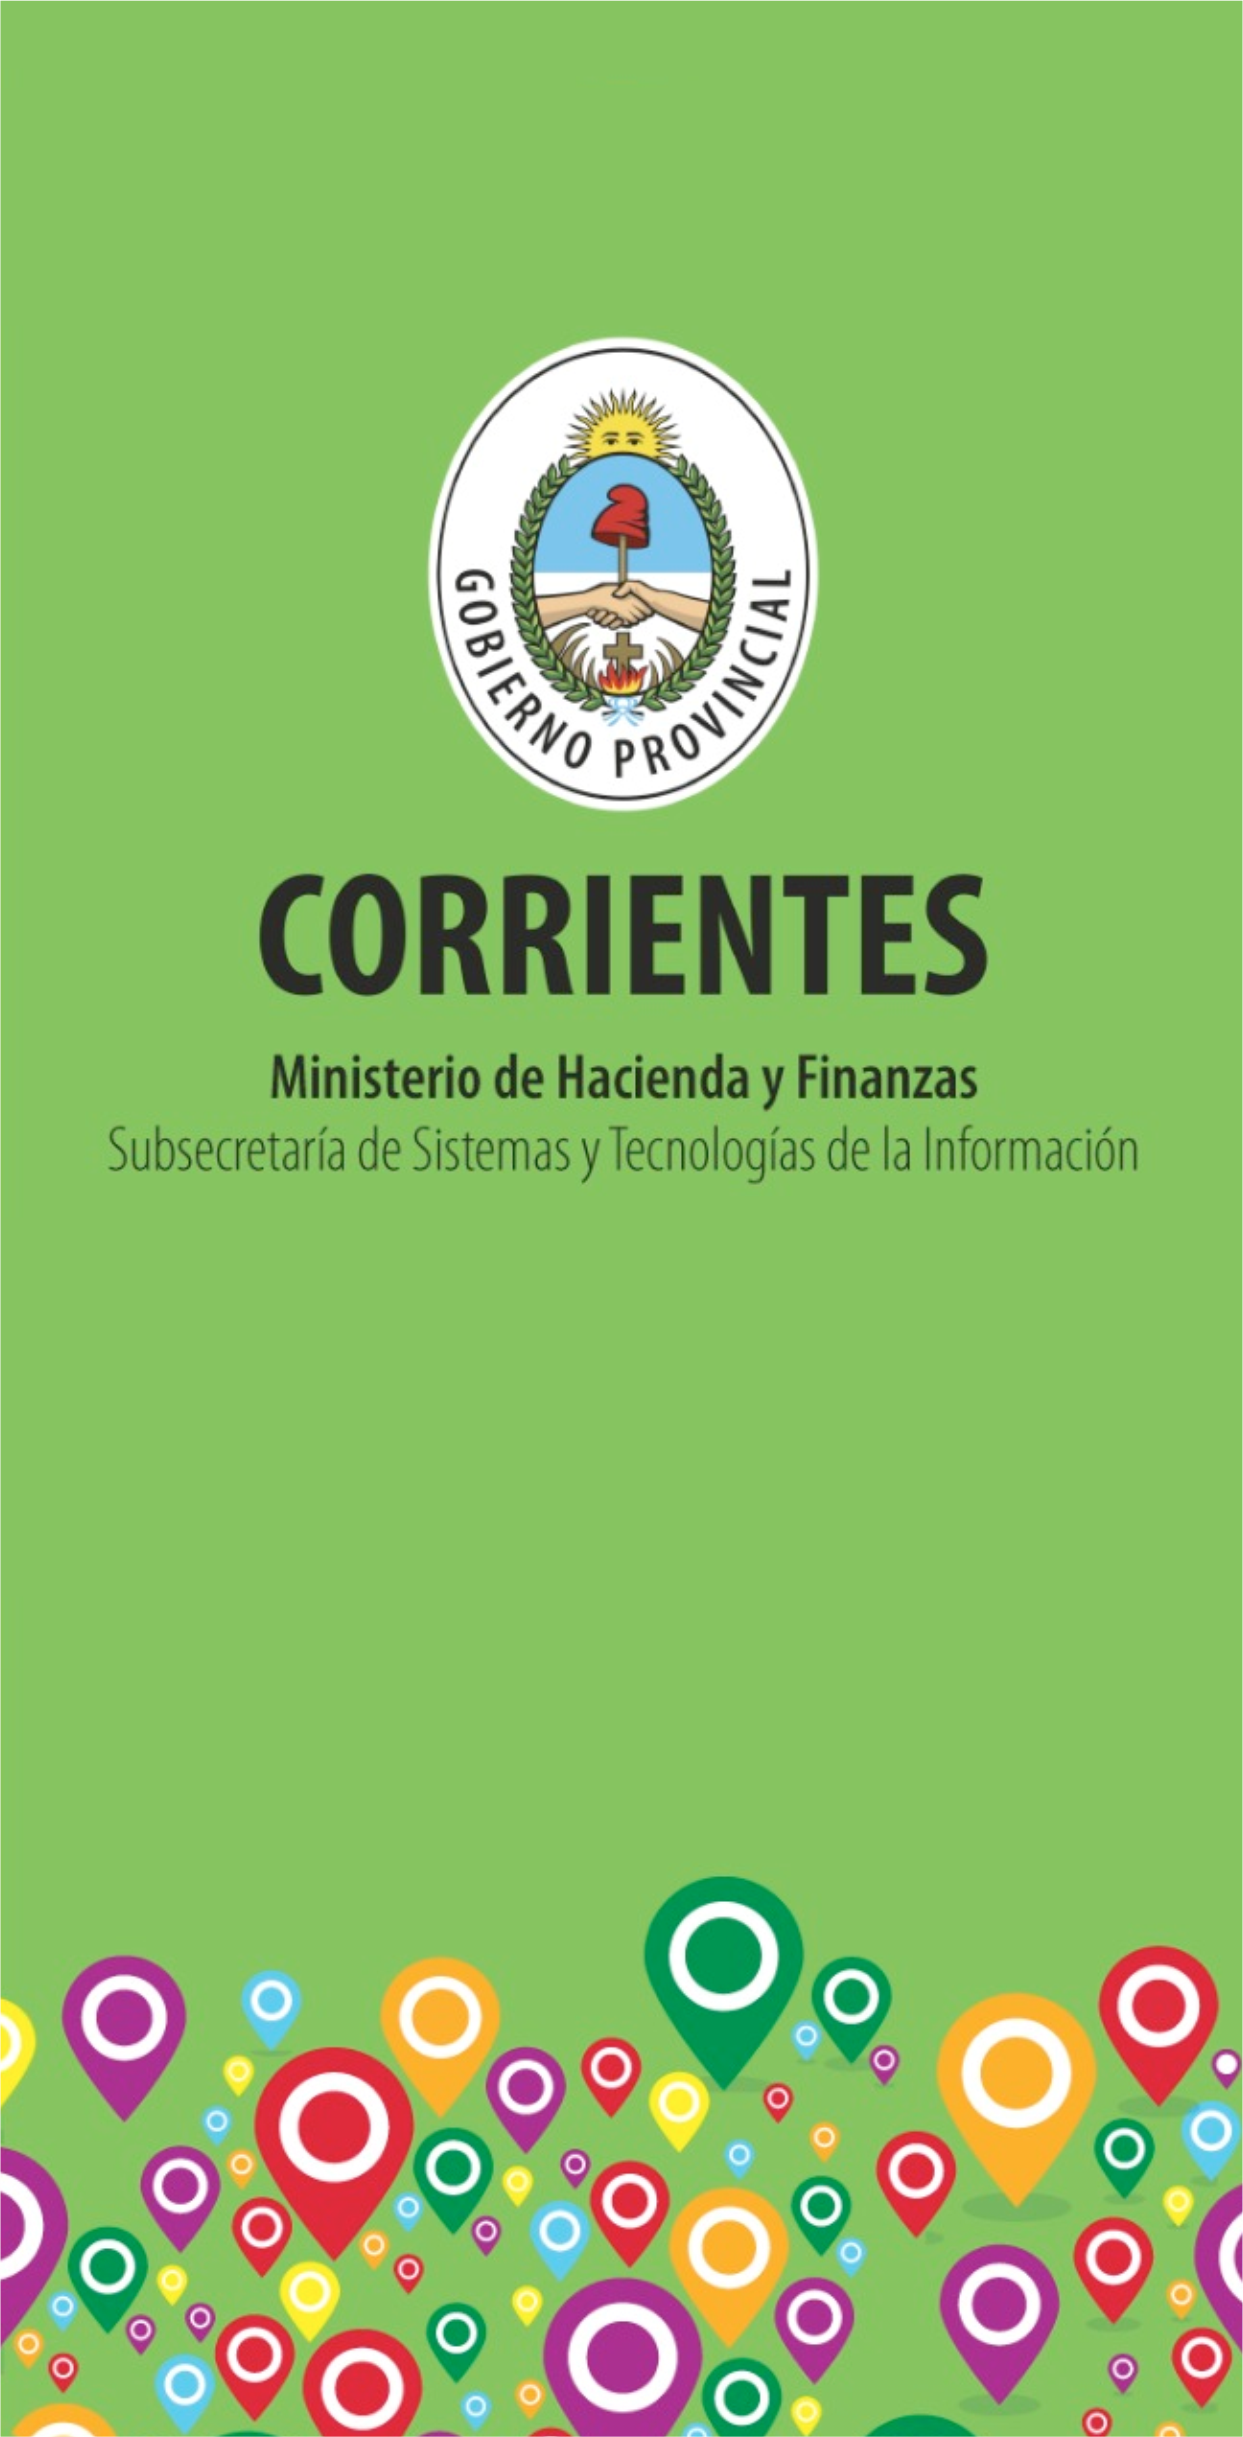 GOBIERNO PROVINCIAL
CORRIENTES
Ministerio de Hacienda y Finanzas
Subsecretaría de Sistemas y Tecnologías de la Información